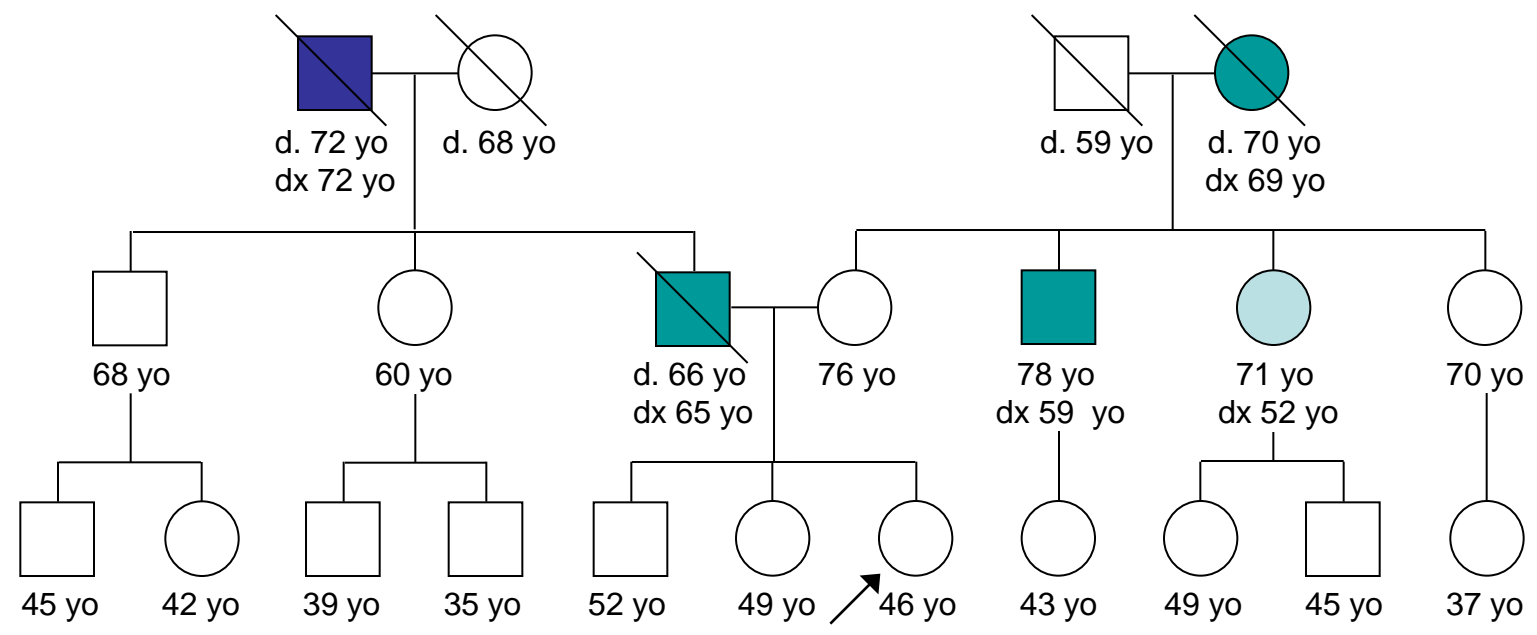 d. 72 yo
dx 72 yo
d. 68 yo
d. 59 yo
d. 70 yo
dx 69 yo
68 yo
60 yo
d. 66 yo
dx 65 yo
76 yo
78 yo
dx 59 yo
71 yo
dx 52 yo
70 yo
45 yo
42 yo
39 yo
35 yo
52 yo
49 yo
46 yo
43 yo
49 yo
45 yo
37 yo